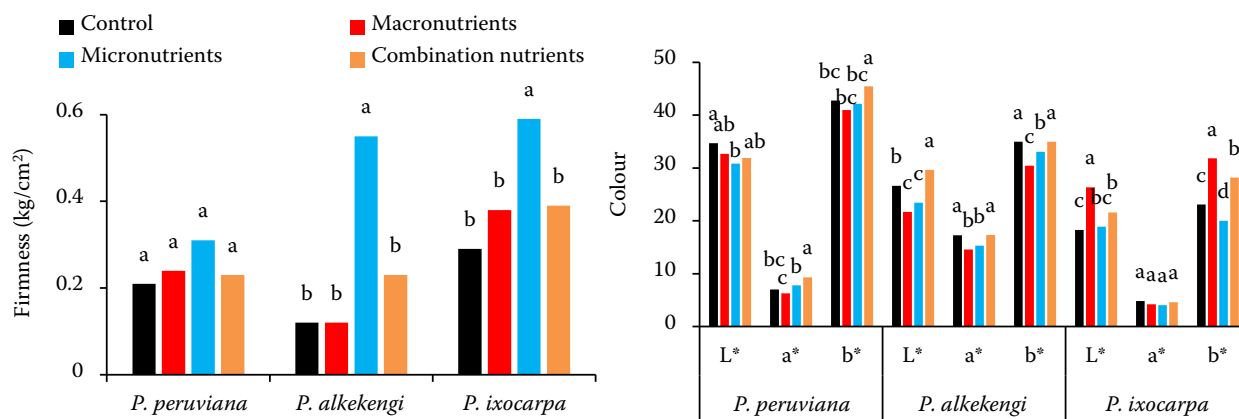 Control
Macronutrients
Micronutrients
Combination nutrients
Firmness (kg/cm²)
0.6
0.4
0.2
0
a
a
a
a
b
b
a
b
b
b
a
b
P. peruviana
P. alkekengi
P. ixocarpa
Colour
50
40
30
20
10
0
a
ab
b
ab
bc
c
b
a
bc
bc
bc
a
b
c
c
a
a
b
b
a
a
c
b
a
c
a
bc
b
a
a
a
a
c
a
d
b
L*
a*
b*
L*
a*
b*
L*
a*
b*
P. peruviana
P. alkekengi
P. ixocarpa